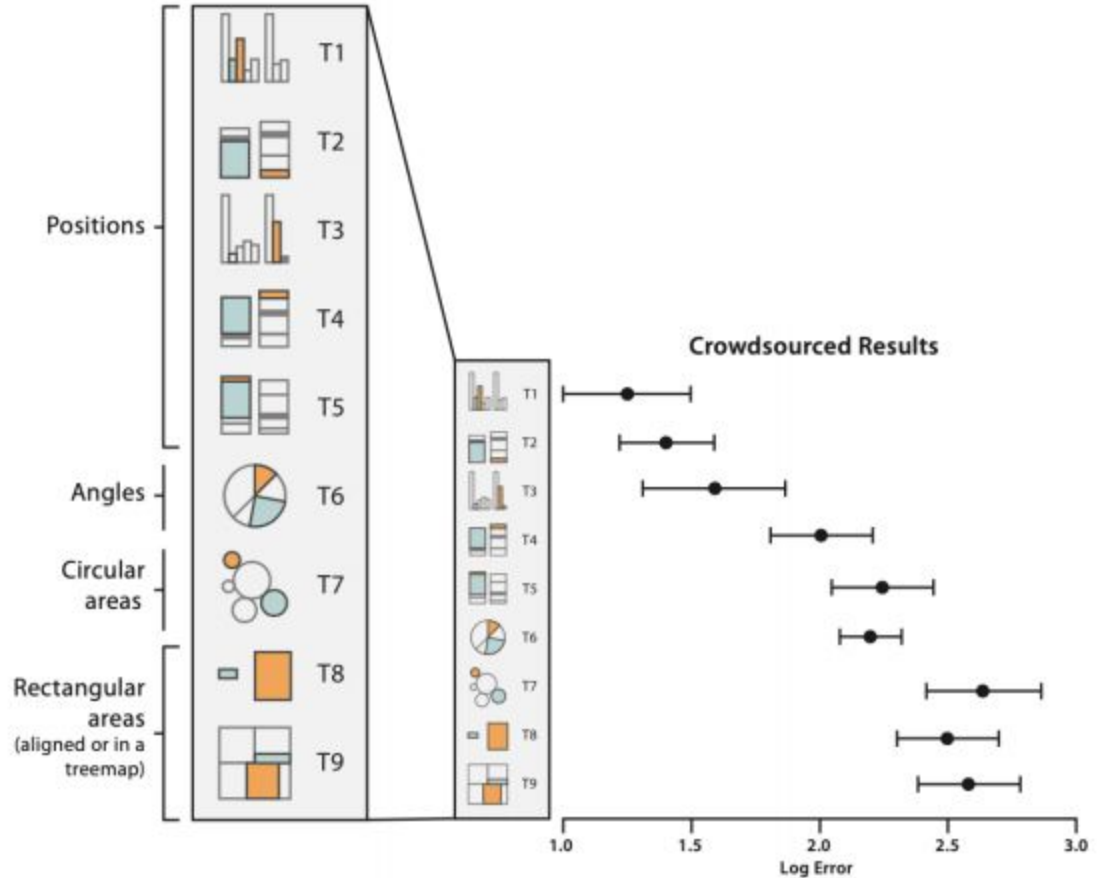 T1
T2
Positions
T3
T4
T5
Angles
T6
Circular
areas
T7
Rectangular
areas
(aligned or in a
treemap)
T8
T9
Crowdsourced Results
T1
T2
T3
T4
T5
T6
T7
T8
T9
1.0 1.5 2.0 2.5 3.0
Log Error